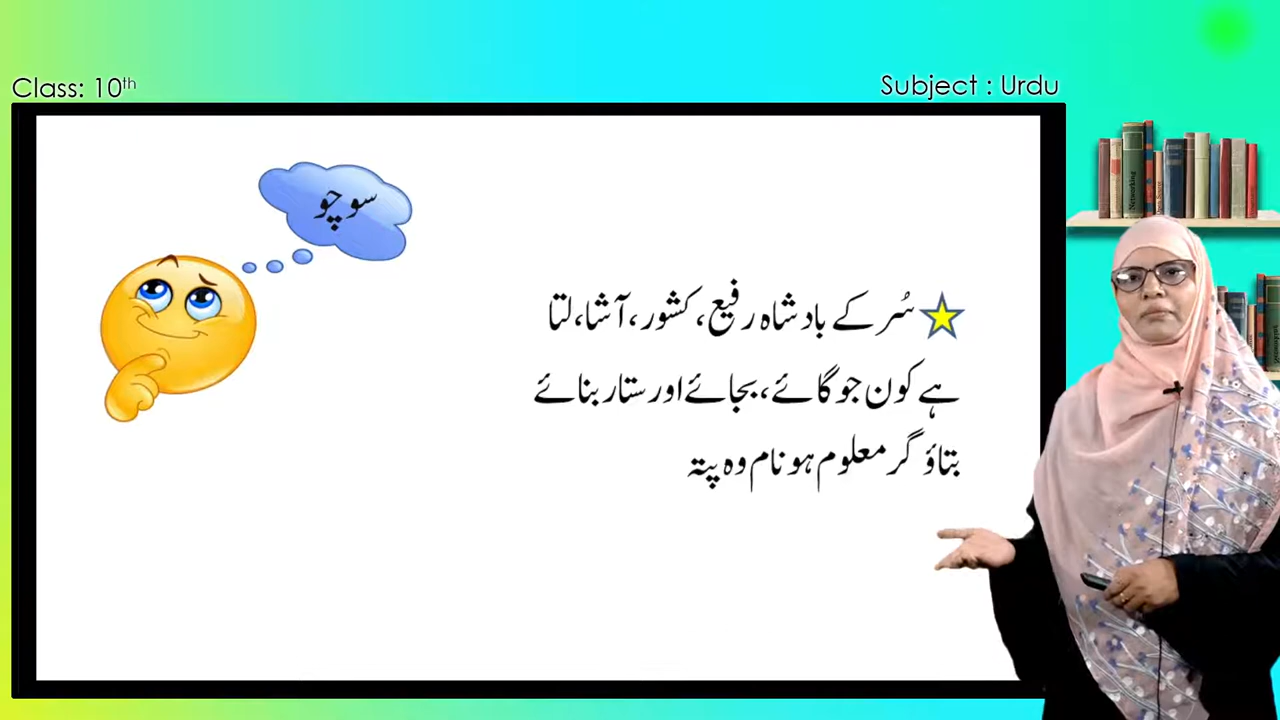 Class: 10th
Subject : Urdu
سوچو
سُر کے بادشاہ رفیع، کشور، آشا، لتا
ہے کون جو گائے، بجائے اور ستار بنائے
بتاؤ گر معلوم ہو نام وہ پتہ
Networking